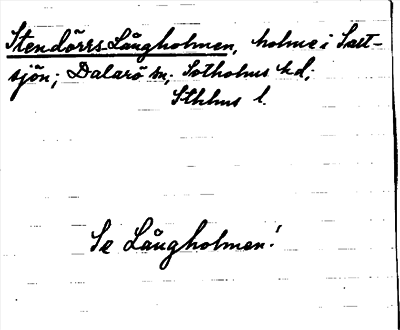 Stendörrs Långholmen, holme i Salt-
sjön; Dalarö sn; Sotholms hd;
Sthlms l.
Se Långholmen!